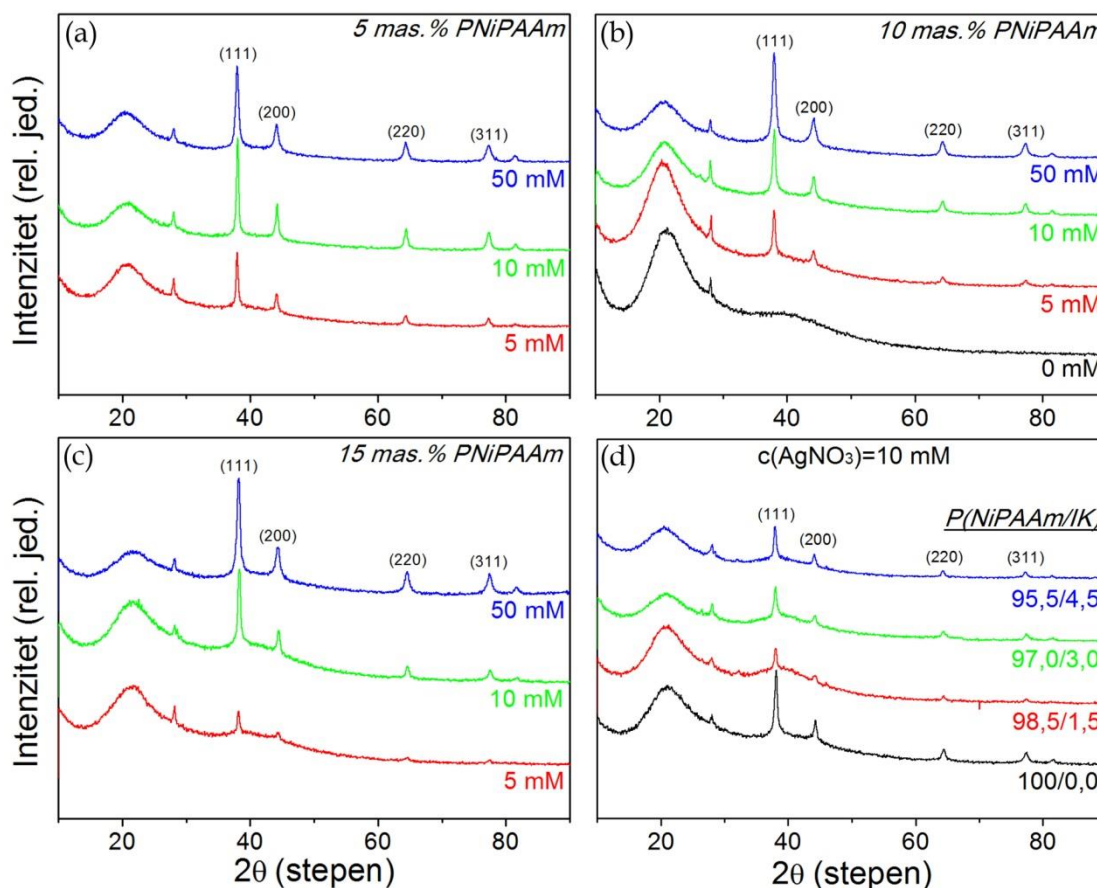 (a)
5 mas.% PNiPAAm
(111)
(200)
(220)
(311)
50 mM
10 mM
5 mM
Intenzitet (rel. jed.)
20
40
60
80
(b)
10 mas.% PNiPAAm
(111)
(200)
(220)
(311)
50 mM
10 mM
5 mM
0 mM
20
40
60
80
(c)
15 mas.% PNiPAAm
(111)
(200)
(220)
(311)
50 mM
10 mM
5 mM
Intenzitet (rel. jed.)
20
40
60
80
2θ (stepen)
(d)
c(AgNO₃)=10 mM
P(NiPAAm/IK)
(111)
(200)
(220)
(311)
95,5/4,5
97,0/3,0
98,5/1,5
100/0,0
20
40
60
80
2θ (stepen)